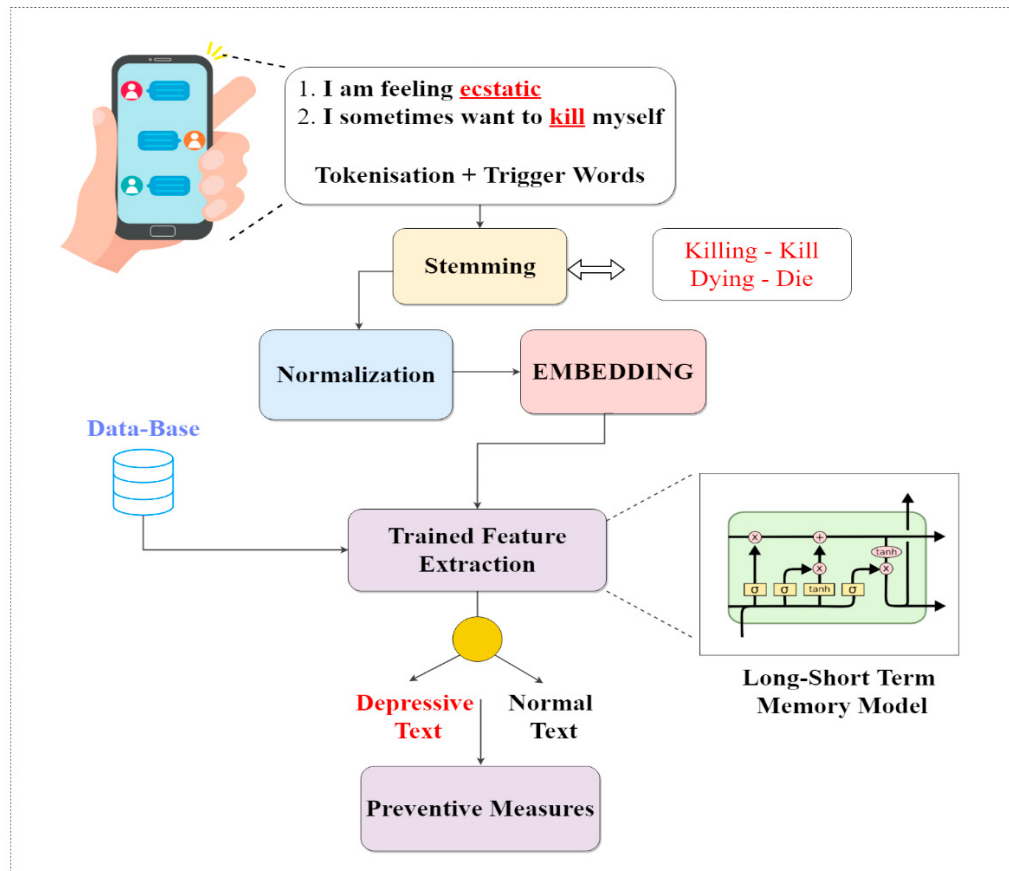 1. I am feeling ecstatic
2. I sometimes want to kill myself
Tokenisation + Trigger Words
Stemming
Killing - Kill
Dying - Die
Normalization
EMBEDDING
Data-Base
Trained Feature
Extraction
x
+
tanh
x
x
σ
σ
tanh
σ
Long-Short Term
Memory Model
Depressive
Text
Normal
Text
Preventive Measures